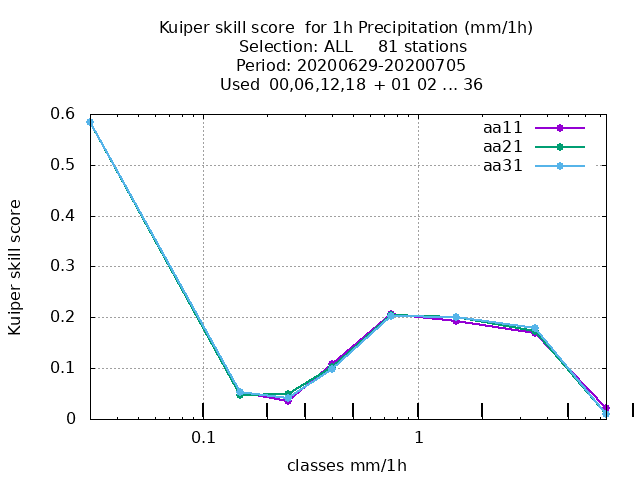 Kuiper skill score  for 1h Precipitation (mm/1h)
Selection: ALL     81 stations
Period: 20200629-20200705
Used  00,06,12,18  + 01 02 ... 36
aa11
aa21
aa31
0.6
0.5
0.4
0.3
0.2
0.1
0
Kuiper skill score
0.1 1
classes mm/1h